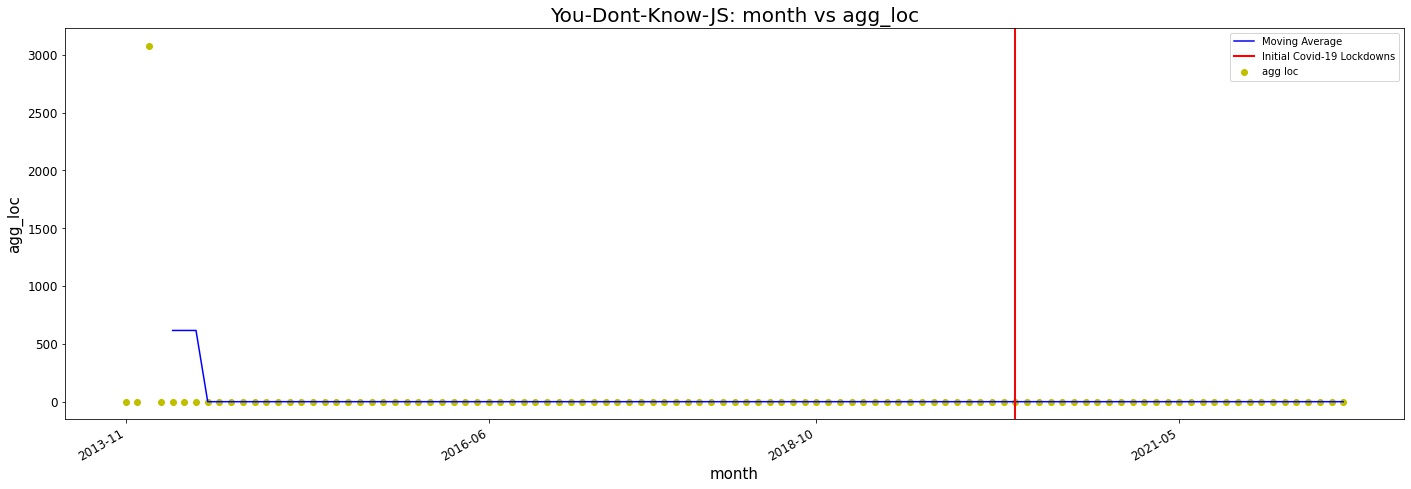 You-Dont-Know-JS: month vs agg_loc
Moving Average
Initial Covid-19 Lockdowns
agg loc
agg_loc
3000
2500
2000
1500
1000
500
0
2013-11
2016-06
2018-10
2021-05
month